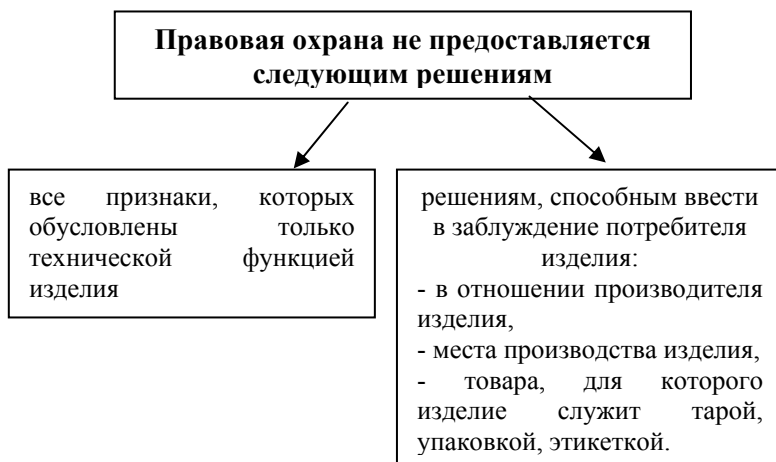 Правовая охрана не предоставляется
следующим решениям
все признаки, которых
обусловлены только
технической функцией
изделия
решениям, способным ввести
в заблуждение потребителя
изделия:
- в отношении производителя
изделия,
- места производства изделия,
- товара, для которого
изделие служит тарой,
упаковкой, этикеткой.